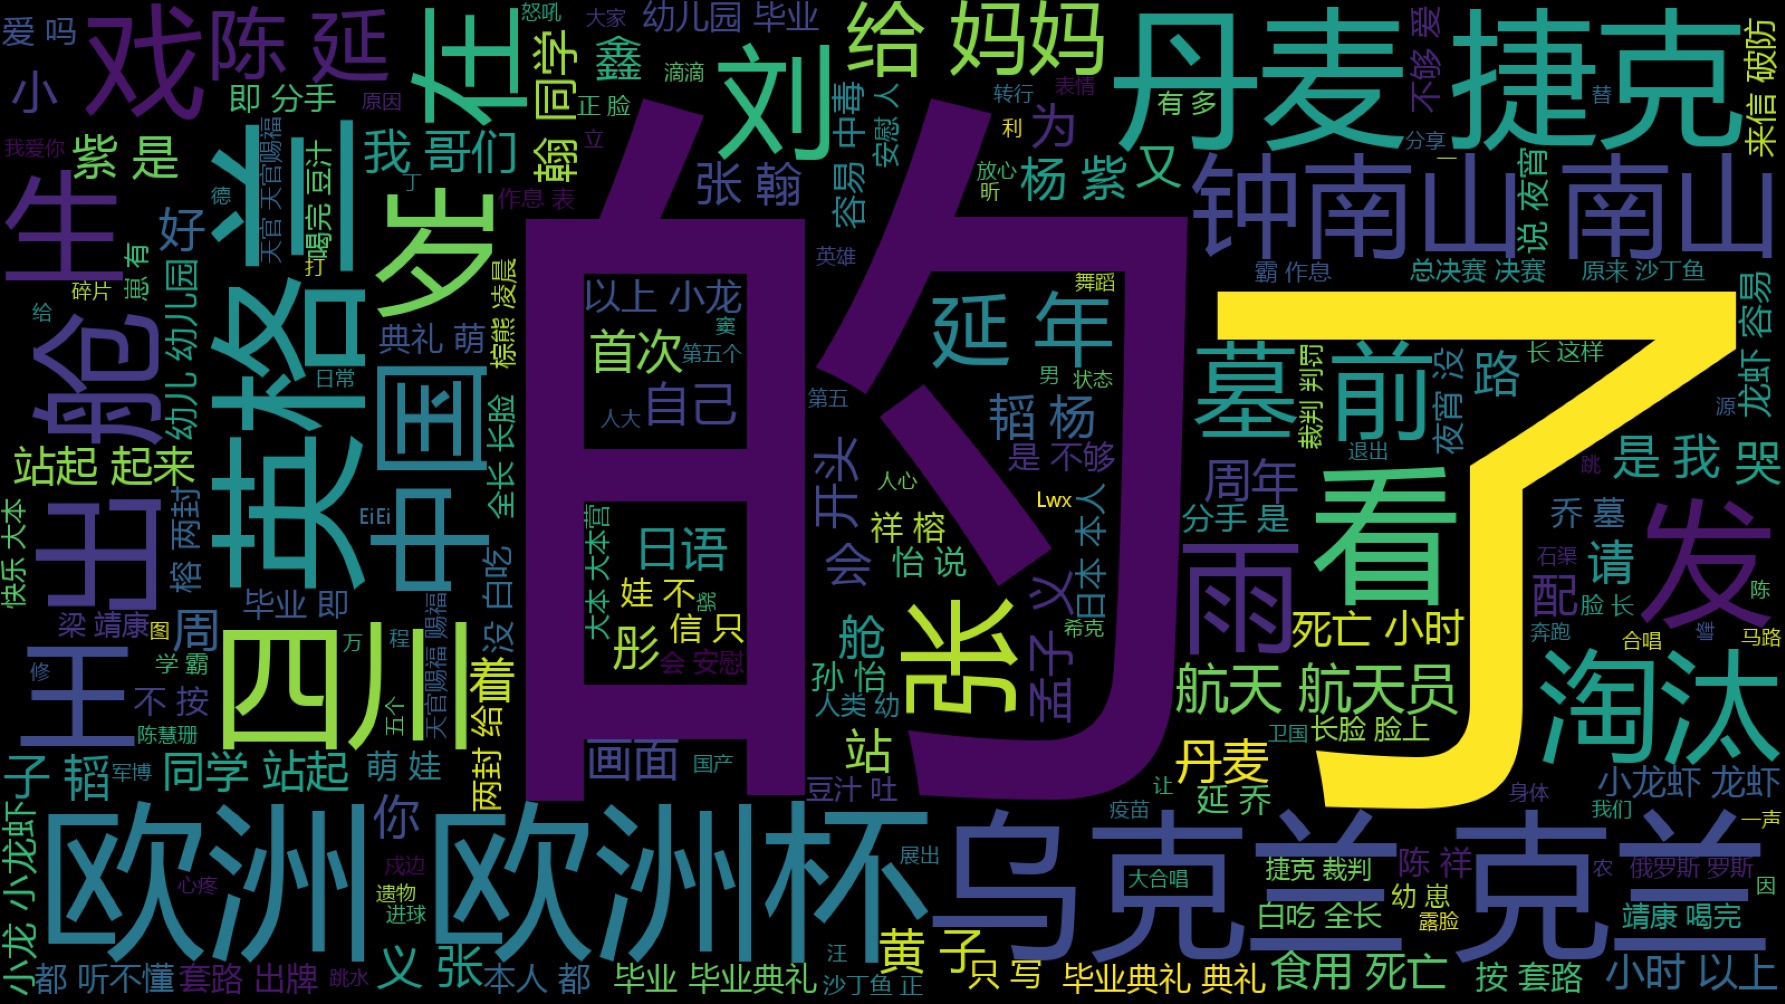 爱 吗
戏
陈 延
在
怒吼
大家
幼儿园 毕业
给 妈妈
丹麦 捷克
不够 爱
来信 破防
小
即 分手
原因
同学
鑫
滴滴
刘
正 脸
容易 中毒
安慰 人
转行
表情
有 多
替
我爱你
紫 是
天官 天官赐福
喝完 豆汁
兰
我 哥们
丁
翰
立
利
为
分享
一
生
德
好
岁
作息 表
张 翰
放心
昕
杨 紫
又
钟南山 南山
说 夜宵
崽 有
打
碎片
英雄
霸 作息
总决赛 决赛
原来 沙丁鱼
给
舱
幼儿 幼儿园
英格
棕熊 凌晨
典礼 萌
日常
的
以上 小龙
首次
窦
第五个
自己
人大
舞蹈
延 年
男
状态
第五
了
墓
前
裁判 判罚
夜宵 没
路
长 这样
龙虾 容易
源
退出
中国
全长 长脸
开头
韬 杨
是 不够
周年
看
跳
是 我
哭
站起 起来
快乐 大本
出
榕 两封
EiEi
大本 大本营
日语
人心
祥 榕
Lwx
日本 本人
分手 是
雨
乔 墓
石渠
请
发
陈
毕业 即
没 白吃
娃 不
骁
信 只
彤
会 安慰
会
怡 说
舱
张
孟子 义
希克
死亡 小时
配
脸 长
奔跑
合唱
峰
马路
梁 靖康
图
周
万
程
四川
五个
天官赐福 赐福
着
两封 给
学 霸
修
王
不 按
陈慧珊
孙 怡
人类 幼
站
航天 航天员
卫国
长脸 脸上
淘汰
子 韬
军博
同学 站起
萌 娃
画面
国产
豆汁 吐
丹麦
延 乔
让
疫苗
身体
小龙虾 龙虾
我们
一声
小龙 小龙虾
欧洲 欧洲杯
你
戍边
心疼
遗物
进球
展出
乌克兰 克兰
大合唱
捷克 裁判
陈 祥
农
俄罗斯 罗斯
因
白吃 全长
幼 崽
露脸
靖康 喝完
黄 子
汪
都 听不懂
套路 出牌
跳水
义 张
本人 都
毕业 毕业典礼
沙丁鱼 正
只 写
毕业典礼 典礼
食用 死亡
按 套路
小时 以上